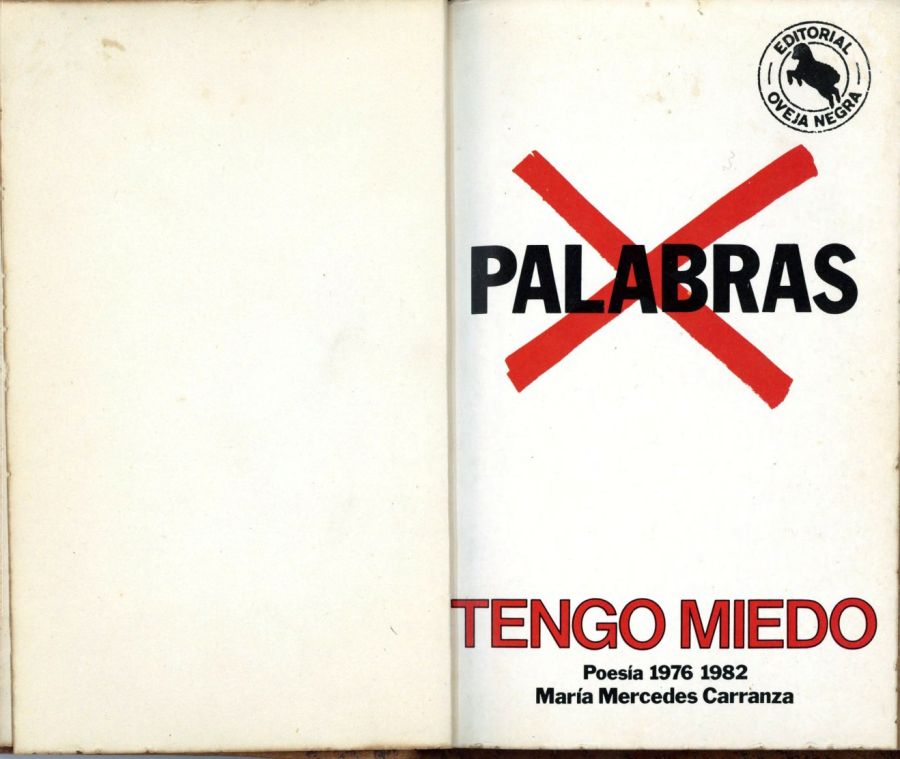 EDITORIAL
OVEJA NEGRA
PALABRAS
TENGO MIEDO
Poesía 1976 1982
María Mercedes Carranza